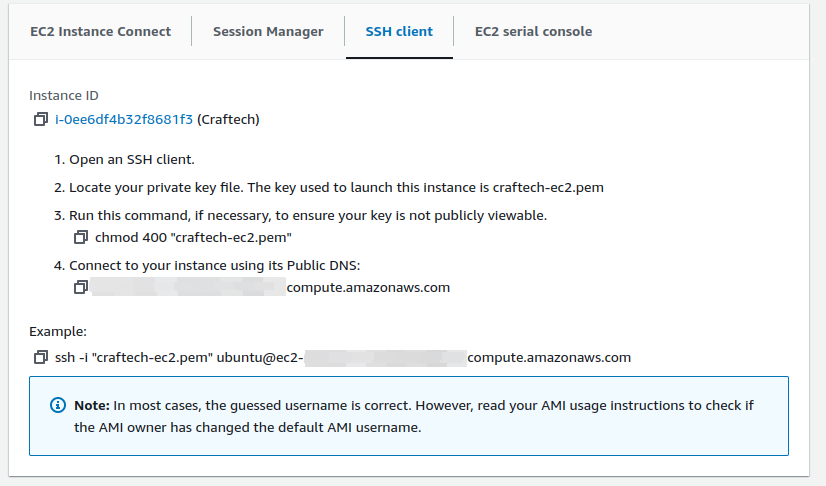 EC2 Instance Connect
Session Manager
SSH client
EC2 serial console
Instance ID
i-0ee6df4b32f8681f3 (Craftech)
1. Open an SSH client.
2. Locate your private key file. The key used to launch this instance is craftech-ec2.pem
3. Run this command, if necessary, to ensure your key is not publicly viewable.
chmod 400 "craftech-ec2.pem"
4. Connect to your instance using its Public DNS:
compute.amazonaws.com
Example:
ssh -i "craftech-ec2.pem" ubuntu@ec2- compute.amazonaws.com
Note: In most cases, the guessed username is correct. However, read your AMI usage instructions to check if
the AMI owner has changed the default AMI username.